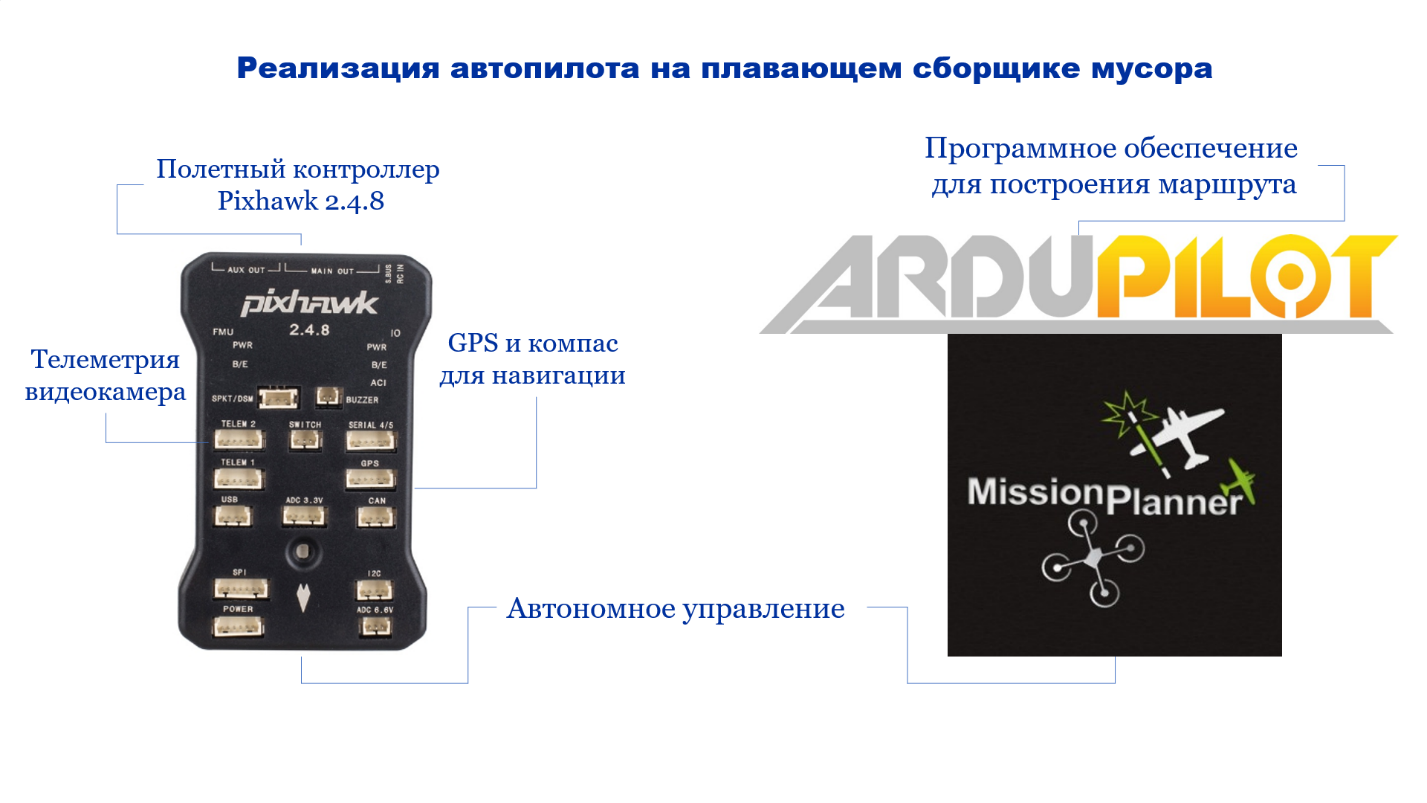 Реализация автопилота на плавающем сборщике мусора
Полетный контроллер
Pixhawk 2.4.8
Программное обеспечение
для построения маршрута
ARDUPILOT
AUX OUT
MAIN OUT
S.BUS
RC IN
pixhawk
2.4.8
FMU
IO
PWR
PWR
B/E
B/E
ACI
SPKT/DSM
BUZZER
TELEM 2
SWITCH
SERIAL 4/5
TELEM 1
GPS
USB
ADC 3.3V
CAN
SPI
I2C
POWER
ADC 6.6V
Телеметрия
видеокамера
GPS и компас
для навигации
MissionPlanner
Автономное управление